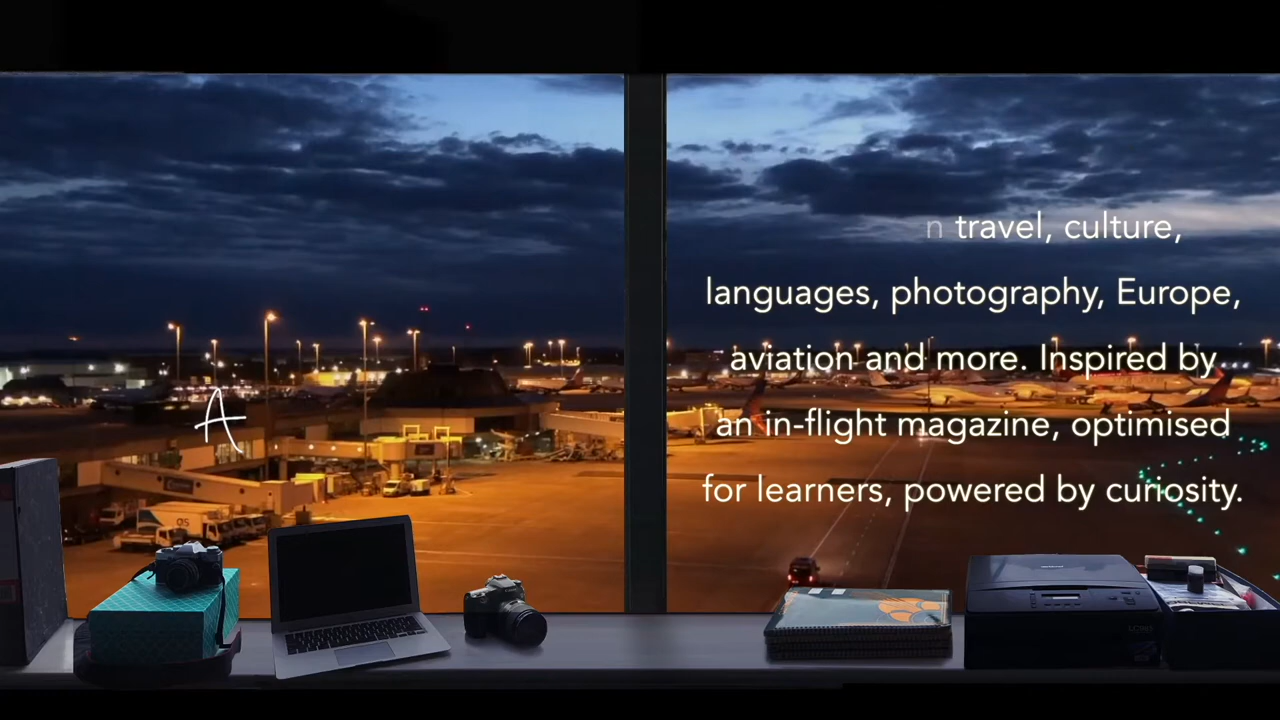 A
n travel, culture,
languages, photography, Europe,
aviation and more. Inspired by
an in-flight magazine, optimised
for learners, powered by curiosity.